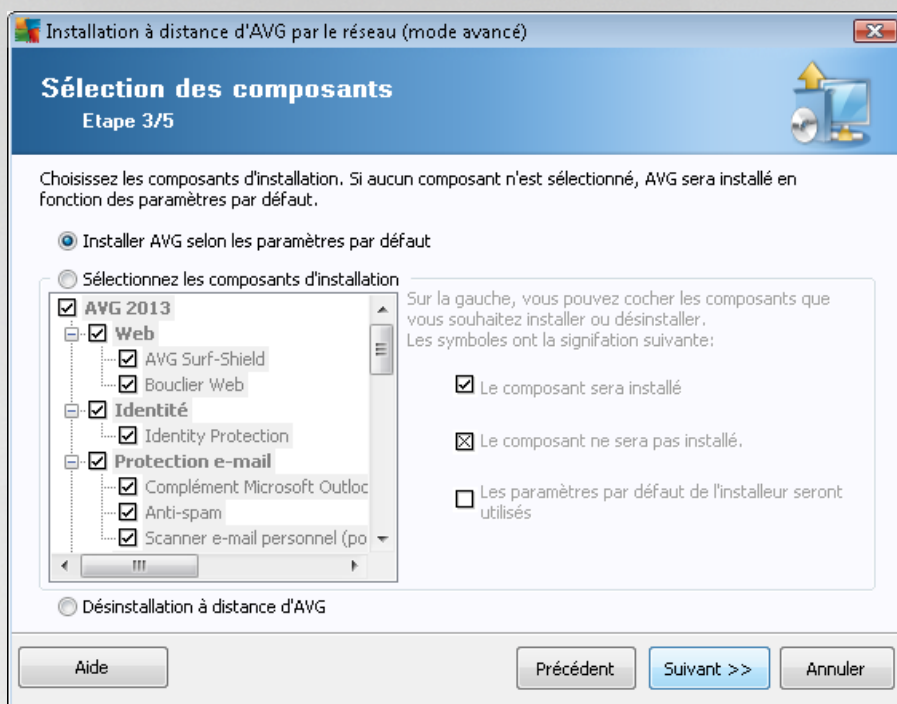 Installation à distance d'AVG par le réseau (mode avancé)
Sélection des composants
Etape 3/5
Choisissez les composants d'installation. Si aucun composant n'est sélectionné, AVG sera installé en
fonction des paramètres par défaut.
Installer AVG selon les paramètres par défaut
Sélectionnez les composants d'installation
AVG 2013
Web
AVG Surf-Shield
Bouclier Web
Identité
Identity Protection
Protection e-mail
Complément Microsoft Outloc
Anti-spam
Scanner e-mail personnel (po
Sur la gauche, vous pouvez cocher les composants que
vous souhaitez installer ou désinstaller.
Les symboles ont la signifation suivante:
Le composant sera installé
Le composant ne sera pas installé.
Les paramètres par défaut de l'installeur seront
utilisés
Désinstallation à distance d'AVG
Aide
Précédent
Suivant >>
Annuler